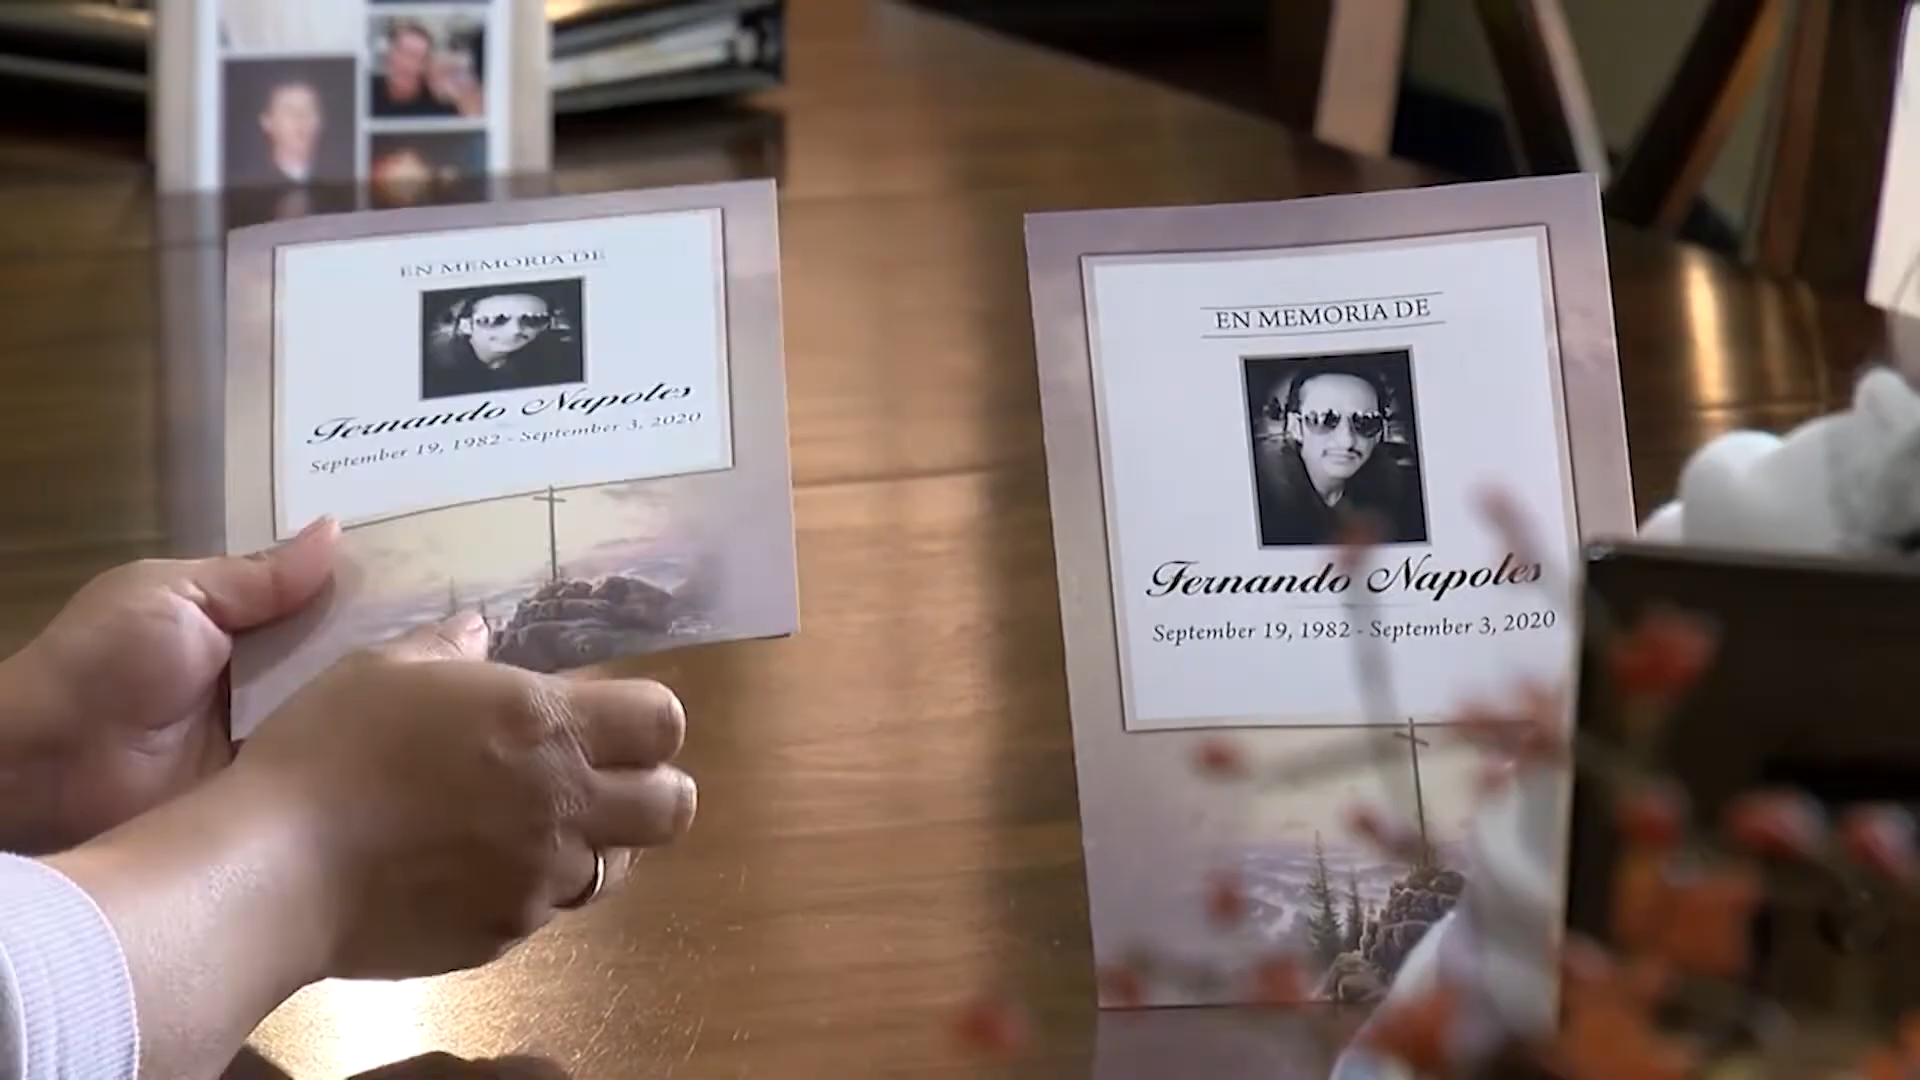 EN MEMORIA DE
Fernando Napoles
September 19, 1982 - September 3, 2020
EN MEMORIA DE
Fernando Napoles
September 19, 1982 - September 3, 2020